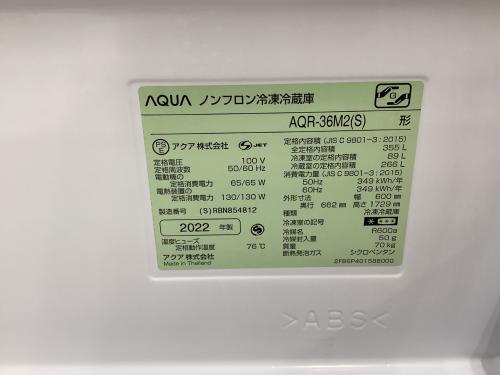 AQUA ノンフロン冷凍冷蔵庫
AQR-36M2(S) 形
PS E アクア株式会社 S JET
定格電圧 100 V
定格周波数 50/60 Hz
電動機の
定格消費電力 65/65 W
電熱装置の
定格消費電力 130/130 W
製造番号 (S)RBN854812
2022 年製
温度ヒューズ
定格動作温度 76℃
アクア株式会社
Made in Thailand
定格内容積 (JIS C 9801-3:2015)
全定格内容積 355 L
冷凍室の定格内容積 89 L
冷蔵室の定格内容積 266 L
消費電力量 (JIS C 9801-3:2015)
50Hz 349 kWh/年
60Hz 349 kWh/年
外形寸法 幅 600 mm
奥行 662 mm 高さ 1729 mm
種類 冷凍冷蔵庫
冷凍室の記号
冷媒名 R600a
冷媒封入量 50 g
質量 70 kg
断熱発泡ガス シクロペンタン
>ABS<